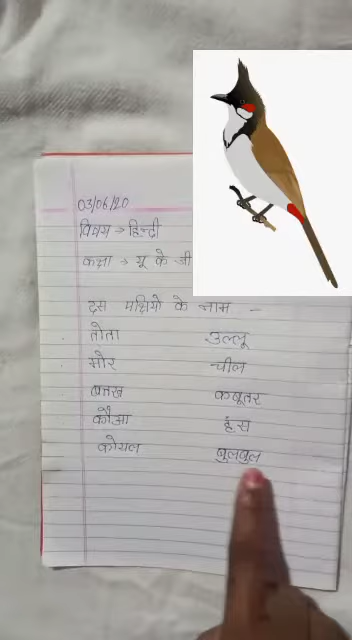 03/06/20
विषय → हिन्दी
कक्षा → यू के जी
दस पक्षियो के नाम -
तोता उल्लू
मोर चील
बत्तख कबूतर
कौआ हंस
कोयल बुलबुल